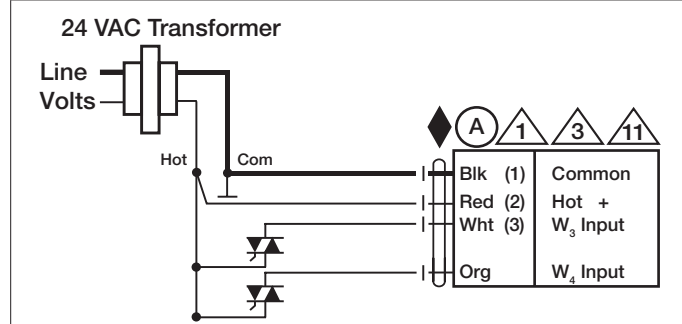 24 VAC Transformer
Line
Volts
Hot
Com
A 1 3 11
Blk (1) Common
Red (2) Hot +
Wht (3) W₃ Input
Org W₄ Input